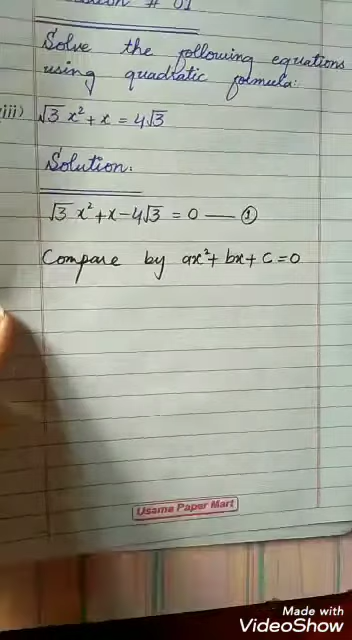 # 01
Solve the following equations
using quadratic formula:
iii) √3 x² + x = 4√3
Solution:
√3 x² + x - 4√3 = 0 — ①
Compare by ax² + bx + c = 0
Usama Paper Mart
Made with
VideoShow